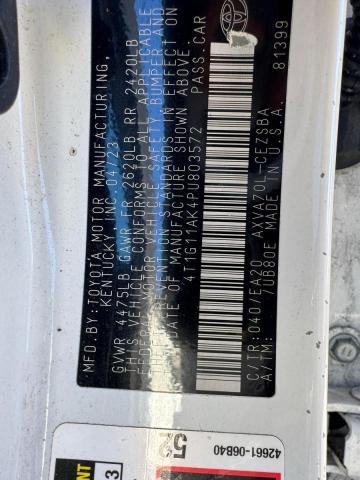 MFD.BY:TOYOTA MOTOR MANUFACTURING,
KENTUCKY, INC. 04/23
GVWR 4475LB GAWR FR 2620LB RR 2420LB
THIS VEHICLE CONFORMS TO ALL APPLICABLE
FEDERAL MOTOR VEHICLE SAFETY, BUMPER, AND
THEFT PREVENTION STANDARDS IN EFFECT ON
THE DATE OF MANUFACTURE SHOWN ABOVE.
4T1G11AK4PU803572 PASS.CAR
C/TR:040/EA20 AXVA70L-CEZSBA
A/TM: /UB80E MADE IN U.S.A. 81399
52
42661-06B40